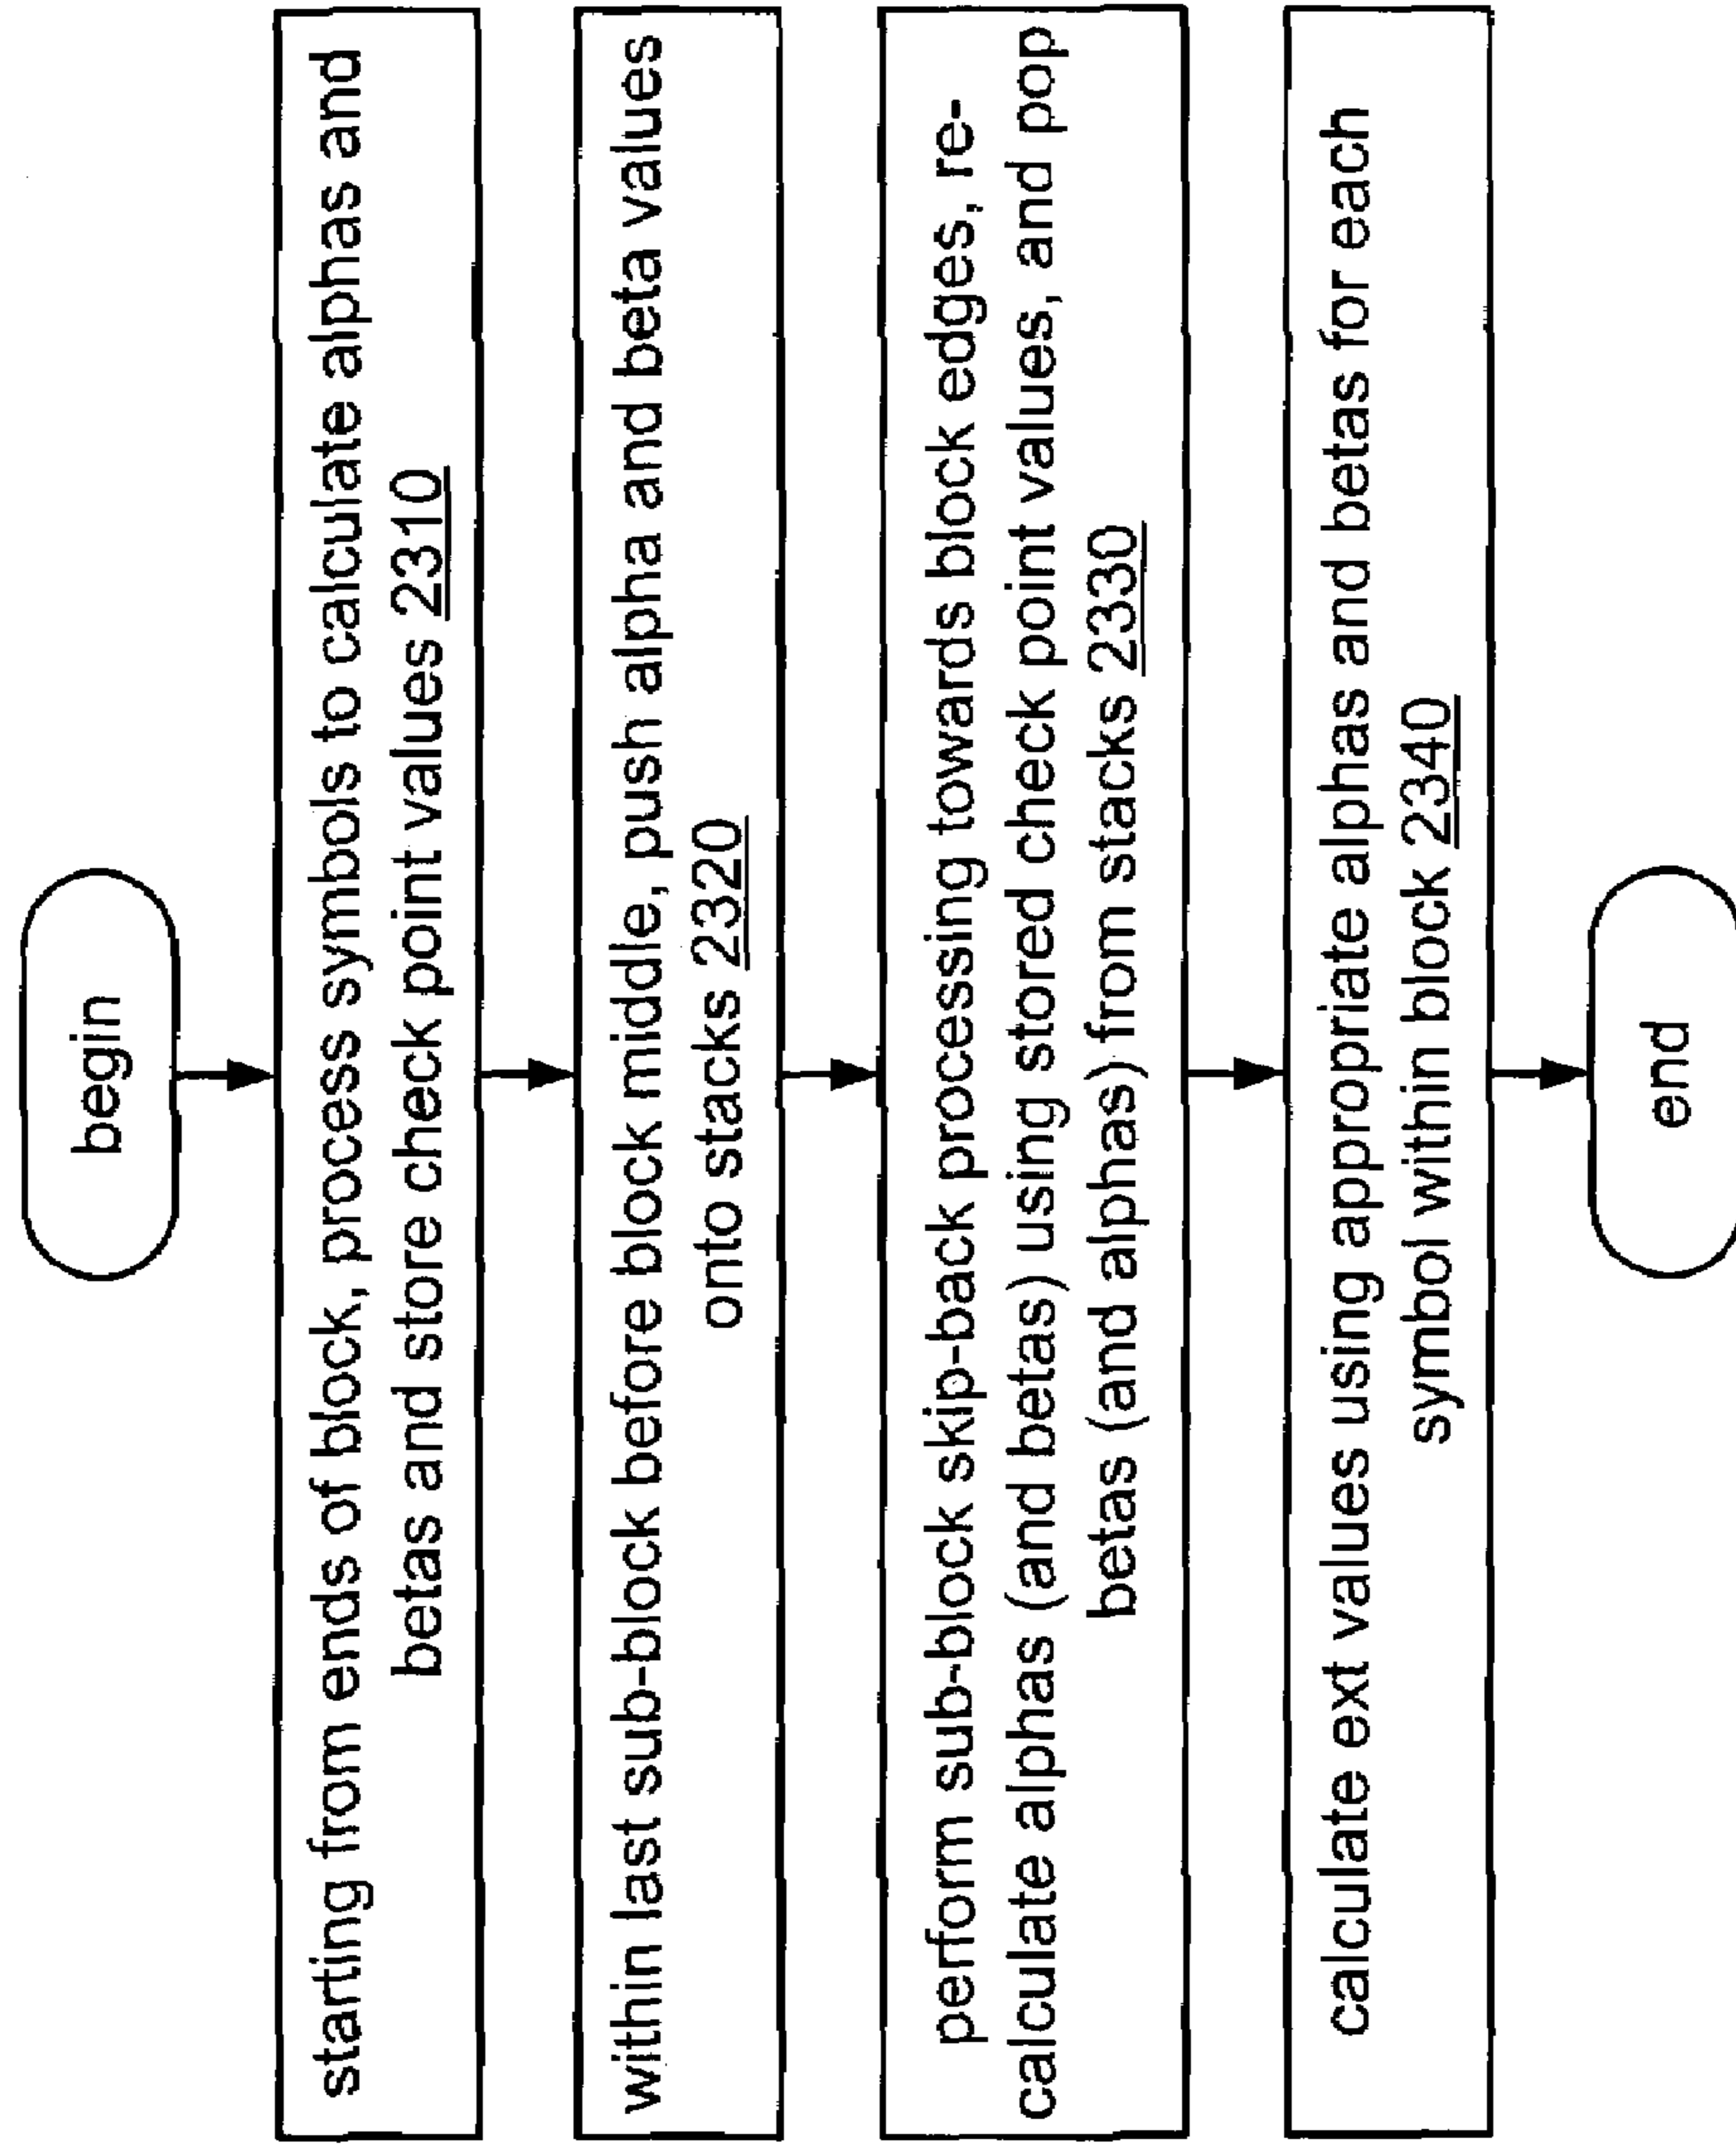 begin
starting from ends of block, process symbols to calculate alphas and
betas and store check point values 2310
within last sub-block before block middle, push alpha and beta values
onto stacks 2320
perform sub-block skip-back processing towards block edges, re-
calculate alphas (and betas) using stored check point values, and pop
betas (and alphas) from stacks 2330
calculate ext values using appropriate alphas and betas for each
symbol within block 2340
end